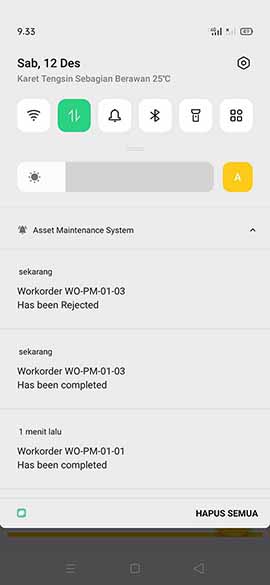 9.33
Sab, 12 Des
Karet Tengsin Sebagian Berawan 25°C
A
Asset Maintenance System
sekarang
Workorder WO-PM-01-03
Has been Rejected
sekarang
Workorder WO-PM-01-03
Has been completed
1 menit lalu
Workorder WO-PM-01-01
Has been completed
HAPUS SEMUA